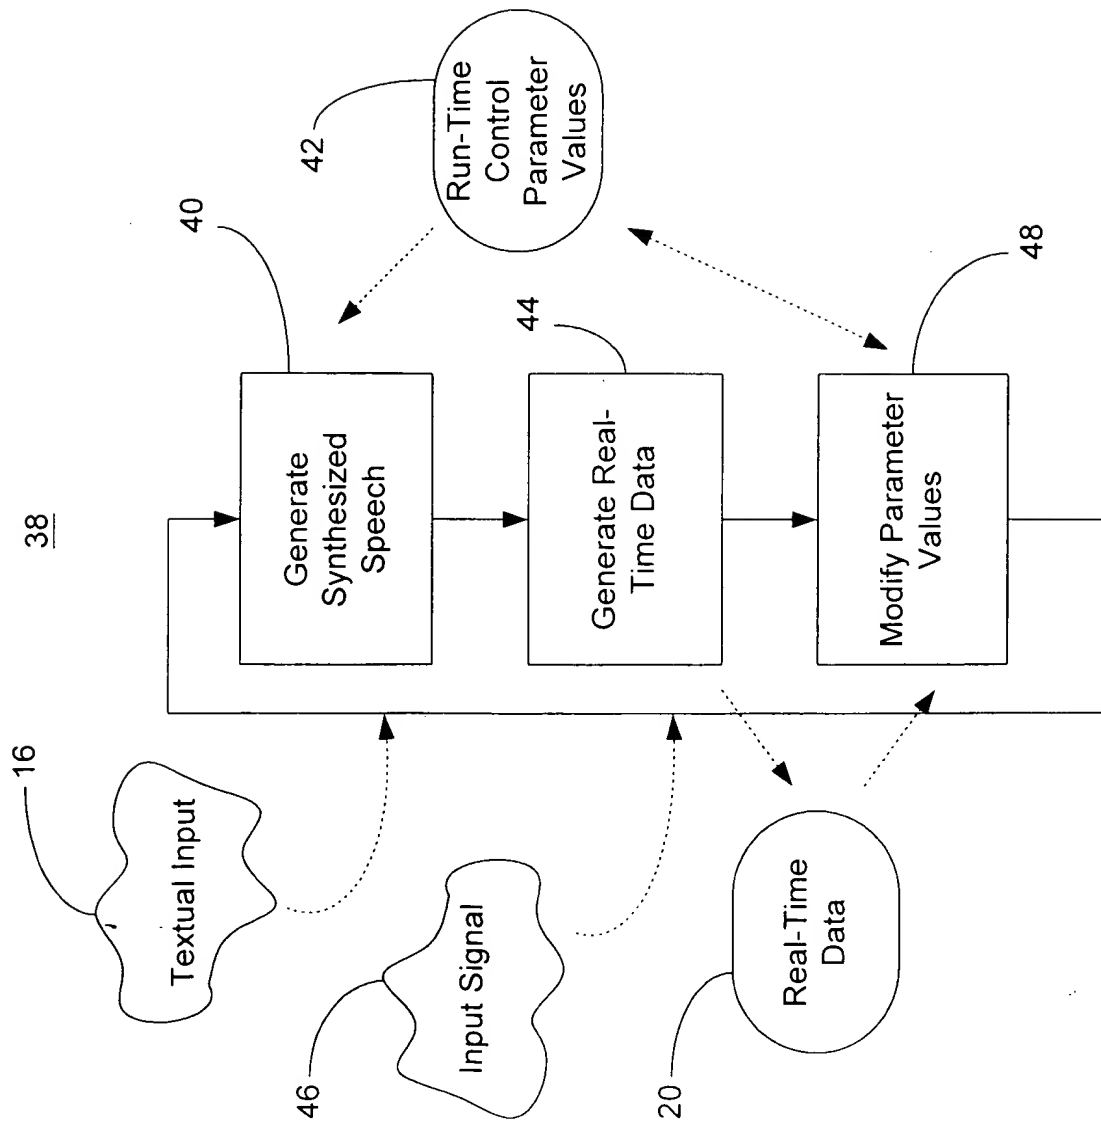 38
16
Textual Input
46
Input Signal
20
Real-Time
Data
40
Generate
Synthesized
Speech
44
Generate Real-
Time Data
48
Modify Parameter
Values
42
Run-Time
Control
Parameter
Values